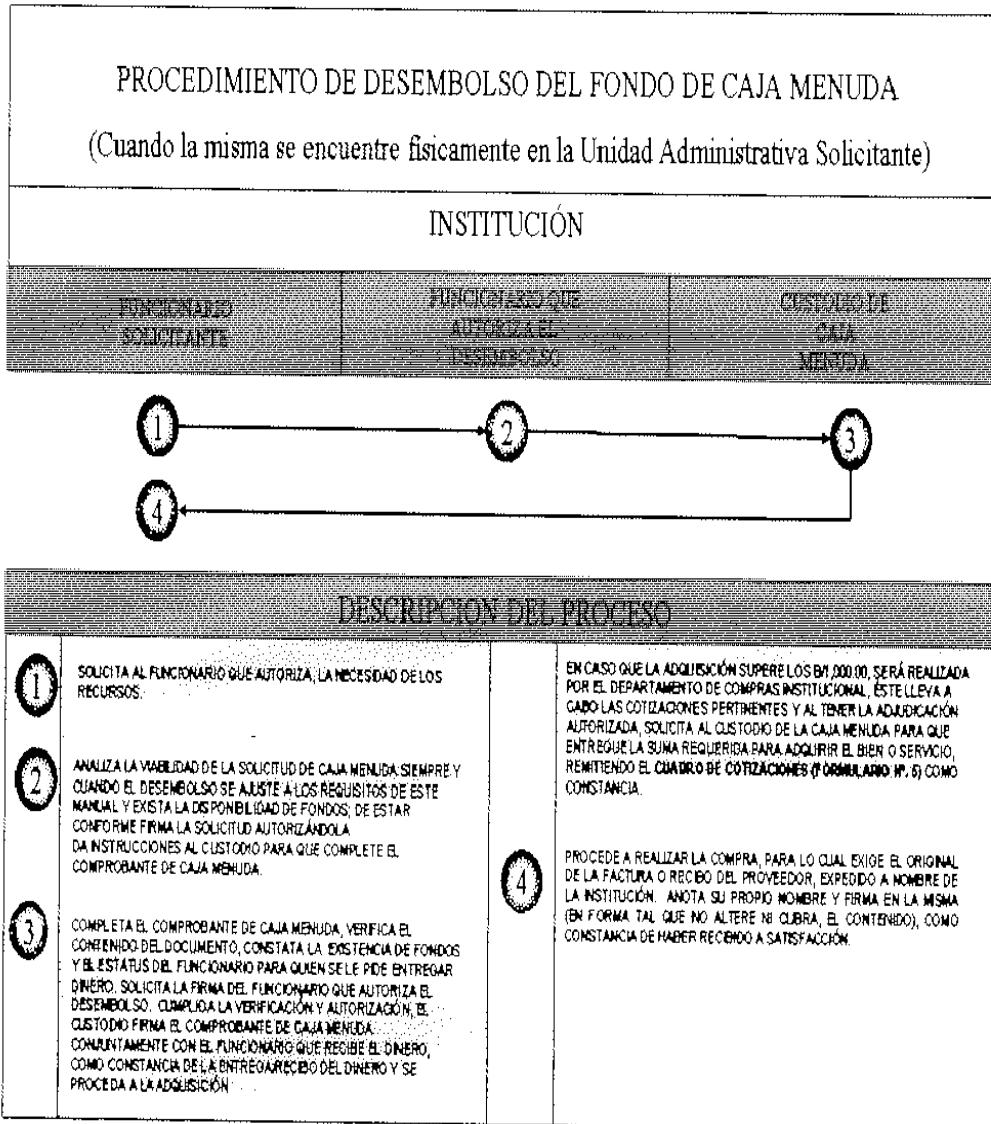 PROCEDIMIENTO DE DESEMBOLSO DEL FONDO DE CAJA MENUDA
(Cuando la misma se encuentre fisicamente en la Unidad Administrativa Solicitante)
INSTITUCIÓN
FUNCIONARIO
SOLICITANTE
FUNCIONARIO QUE
AUTORIZA EL
DESEMBOLSO
CUSTODIO DE
CAJA
MENUDA
1
2
3
4
DESCRIPCION DEL PROCESO
1
SOLICITA AL FUNCIONARIO QUE AUTORIZA, LA NECESIDAD DE LOS
RECURSOS.
2
ANALIZA LA VIABILIDAD DE LA SOLICITUD DE CAJA MENUDA SIEMPRE Y
CUANDO EL DESEMBOLSO SE AJUSTE A LOS REQUISITOS DE ESTE
MANUAL Y EXISTA LA DISPONIBILIDAD DE FONDOS; DE ESTAR
CONFORME FIRMA LA SOLICITUD AUTORIZÁNDOLA
DA INSTRUCCIONES AL CUSTODIO PARA QUE COMPLETE EL
COMPROBANTE DE CAJA MENUDA.
3
COMPLETA EL COMPROBANTE DE CAJA MENUDA, VERIFICA EL
CONTENIDO DEL DOCUMENTO, CONSTATA LA EXISTENCIA DE FONDOS
Y EL ESTATUS DEL FUNCIONARIO PARA QUIEN SE LE PIDE ENTREGAR
DINERO. SOLICITA LA FIRMA DEL FUNCIONARIO QUE AUTORIZA EL
DESEMBOLSO. CUMPLIDA LA VERIFICACIÓN Y AUTORIZACIÓN, EL
CUSTODIO FIRMA EL COMPROBANTE DE CAJA MENUDA
CONJUNTAMENTE CON EL FUNCIONARIO QUE RECIBE EL DINERO,
COMO CONSTANCIA DE LA ENTREGA/RECIBO DEL DINERO Y SE
PROCEDA A LA ADQUISICIÓN
EN CASO QUE LA ADQUISICIÓN SUPERE LOS B/1,000.00, SERÁ REALIZADA
POR EL DEPARTAMENTO DE COMPRAS INSTITUCIONAL, ÉSTE LLEVA A
CABO LAS COTIZACIONES PERTINENTES Y AL TENER LA ADJUDICACIÓN
AUTORIZADA, SOLICITA AL CUSTODIO DE LA CAJA MENUDA PARA QUE
ENTREGUE LA SUMA REQUERIDA PARA ADQUIRIR EL BIEN O SERVICIO,
REMITIENDO EL CUADRO DE COTIZACIONES (FORMULARIO Nº. 5) COMO
CONSTANCIA.
4
PROCEDE A REALIZAR LA COMPRA, PARA LO CUAL EXIGE EL ORIGINAL
DE LA FACTURA O RECIBO DEL PROVEEDOR, EXPEDIDO A NOMBRE DE
LA INSTITUCIÓN. ANOTA SU PROPIO NOMBRE Y FIRMA EN LA MISMA
(EN FORMA TAL QUE NO ALTERE NI CUBRA, EL CONTENIDO), COMO
CONSTANCIA DE HABER RECIBIDO A SATISFACCIÓN.